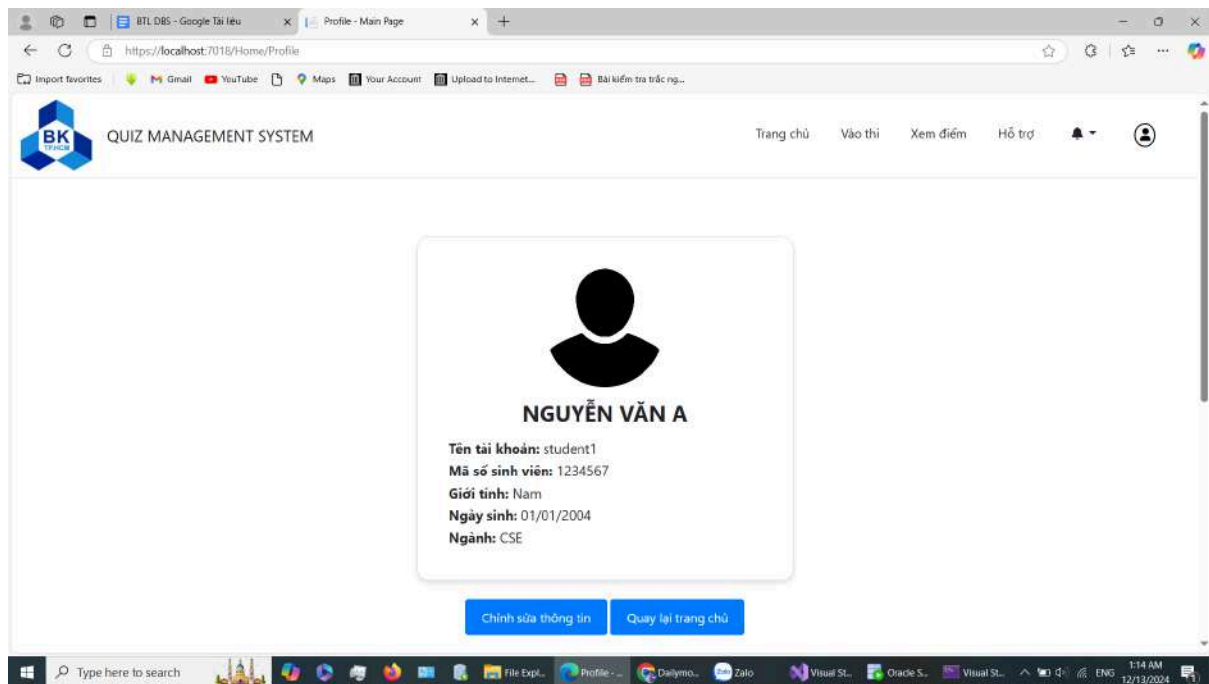 BTL DBS - Google Tài liệu
Profile - Main Page
https://localhost:7018/Home/Profile
Import favorites
Gmail
YouTube
Maps
Your Account
Upload to Internet...
Bài kiểm tra trắc ng...
BK
TP.HCM
QUIZ MANAGEMENT SYSTEM
Trang chủ
Vào thi
Xem điểm
Hỗ trợ
NGUYỄN VĂN A
Tên tài khoản: student1
Mã số sinh viên: 1234567
Giới tính: Nam
Ngày sinh: 01/01/2004
Ngành: CSE
Chỉnh sửa thông tin
Quay lại trang chủ
Type here to search
File Expl...
Profile - ...
Dailymo...
Zalo
Visual St...
Oracle S...
Visual St...
ENG
1:14 AM
12/13/2024